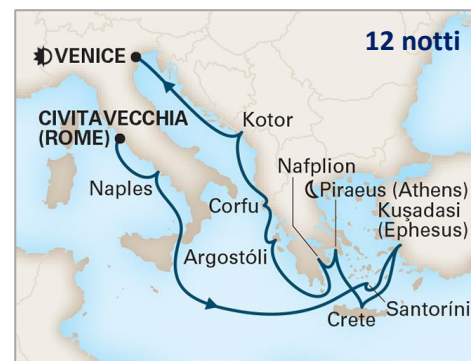 12 notti
VENICE
CIVITAVECCHIA
(ROME)
Kotor
Nafplion
Piraeus (Athens)
Naples
Kuşadasi
(Ephesus)
Corfu
Argostóli
Santoríni
Crete